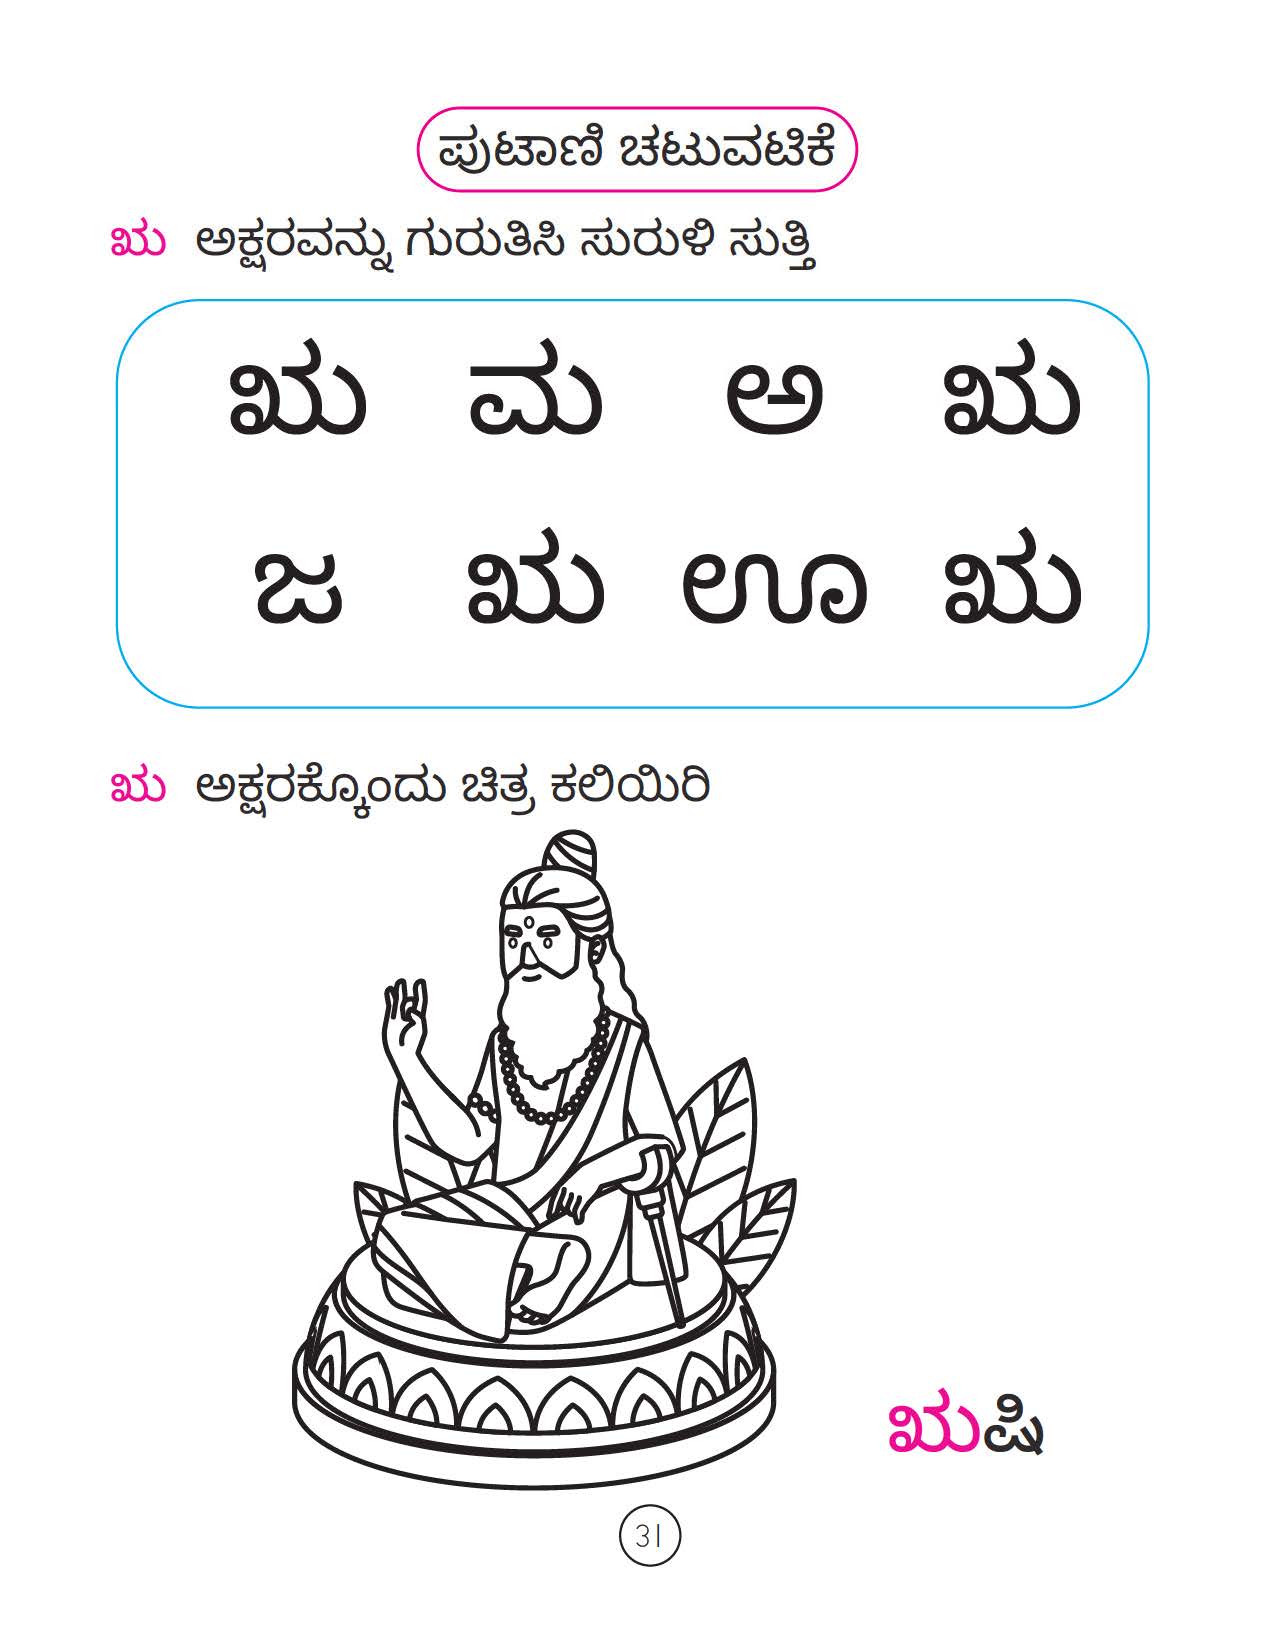 ಪುಟಾಣಿ ಚಟುವಟಿಕೆ
ಋ ಅಕ್ಷರವನ್ನು ಗುರುತಿಸಿ ಸುರುಳಿ ಸುತ್ತಿ
ಋ ಮ ಅ ಋ
ಜ ಋ ಊ ಋ
ಋ ಅಕ್ಷರಕ್ಕೊಂದು ಚಿತ್ರ ಕಲಿಯಿರಿ
ಋಷಿ
31